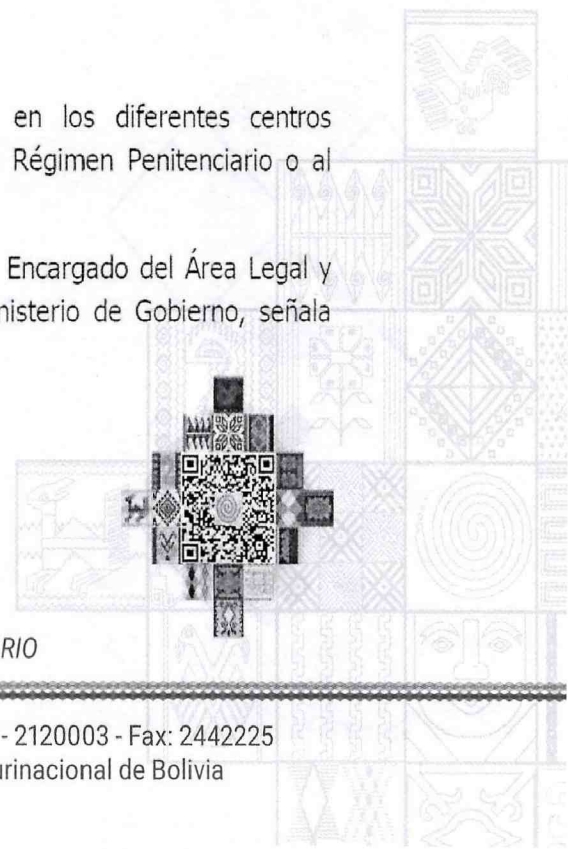 en los diferentes centros
Régimen Penitenciario o al
Encargado del Área Legal y
nisterio de Gobierno, señala
RIO
- 2120003 - Fax: 2442225
urinacional de Bolivia